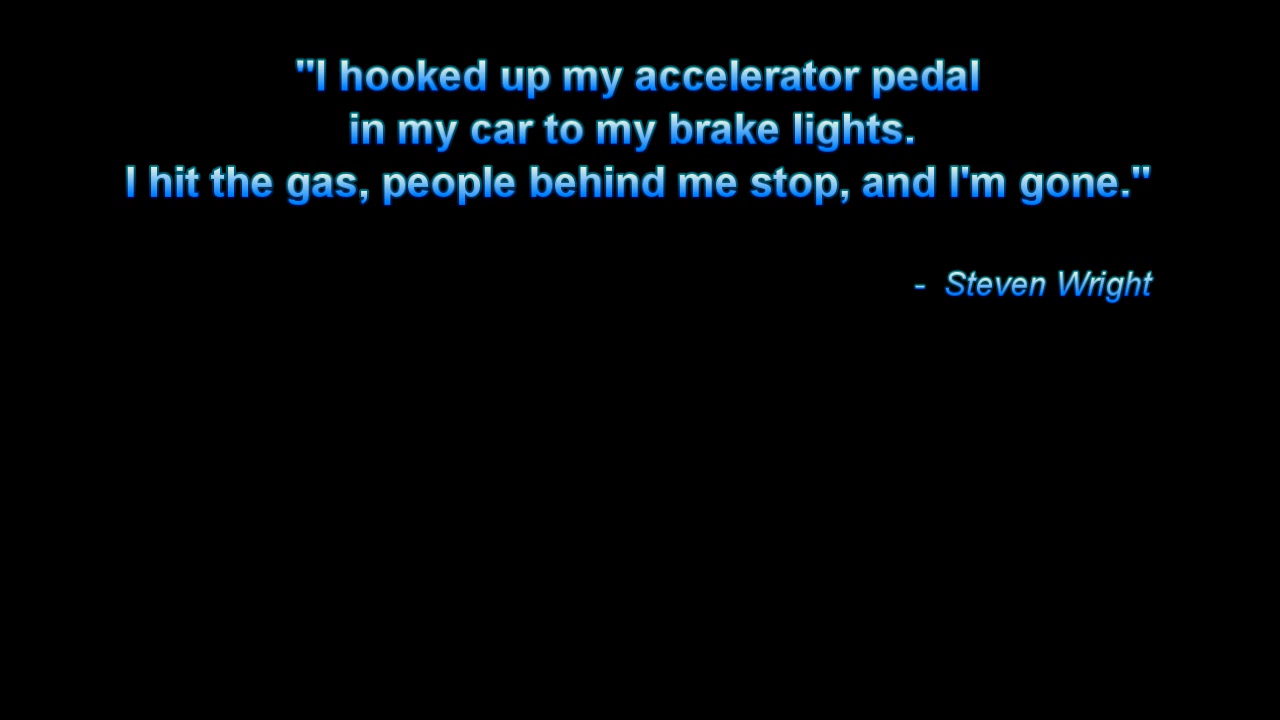 "I hooked up my accelerator pedal
in my car to my brake lights.
I hit the gas, people behind me stop, and I'm gone."
- Steven Wright